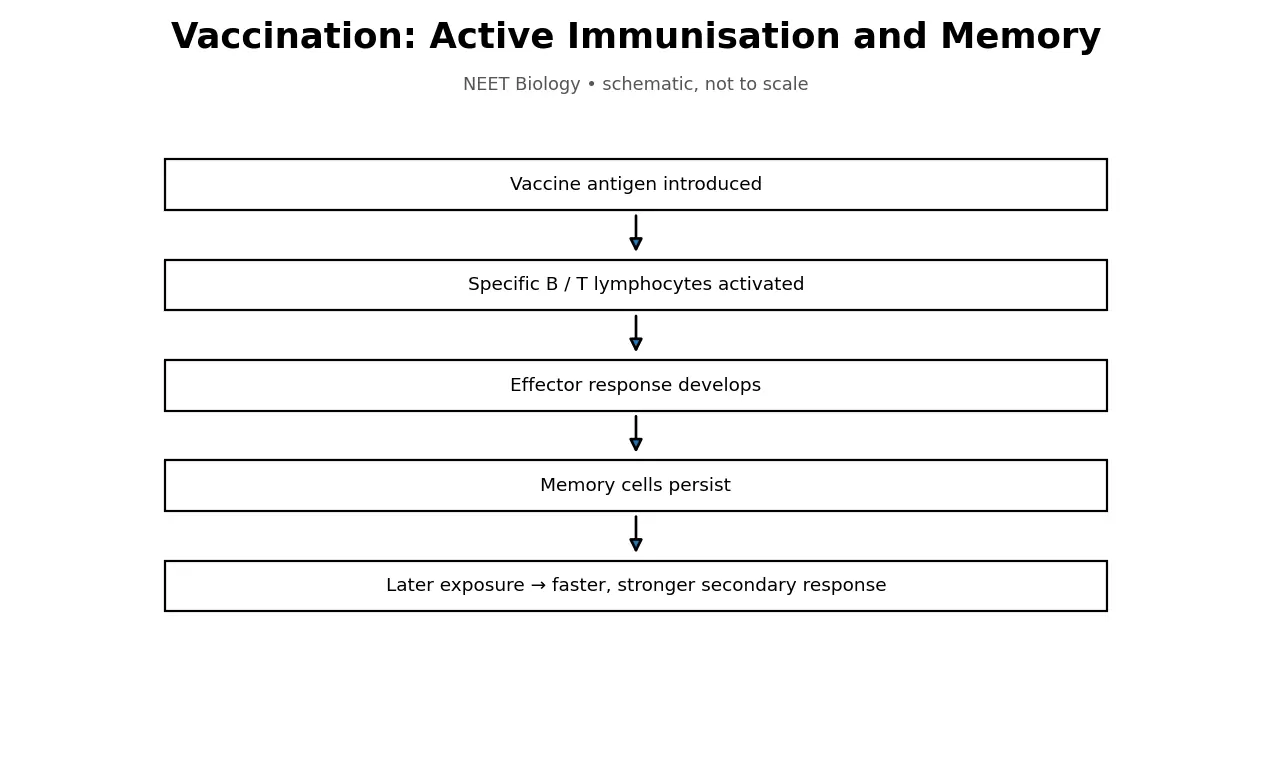 Vaccination: Active Immunisation and Memory
NEET Biology • schematic, not to scale
Vaccine antigen introduced
Specific B / T lymphocytes activated
Effector response develops
Memory cells persist
Later exposure → faster, stronger secondary response